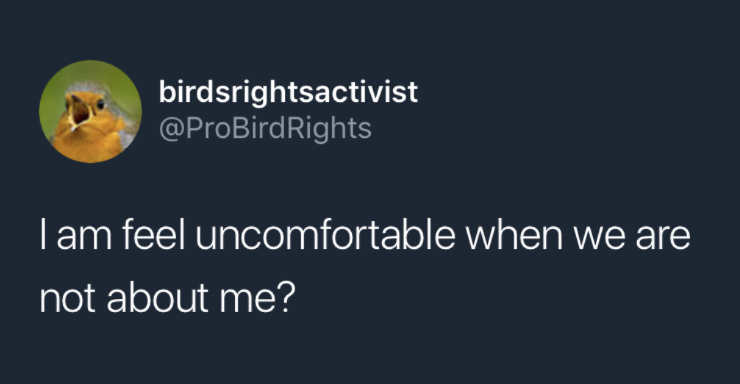 birdsrightsactivist
@ProBirdRights
I am feel uncomfortable when we are
not about me?